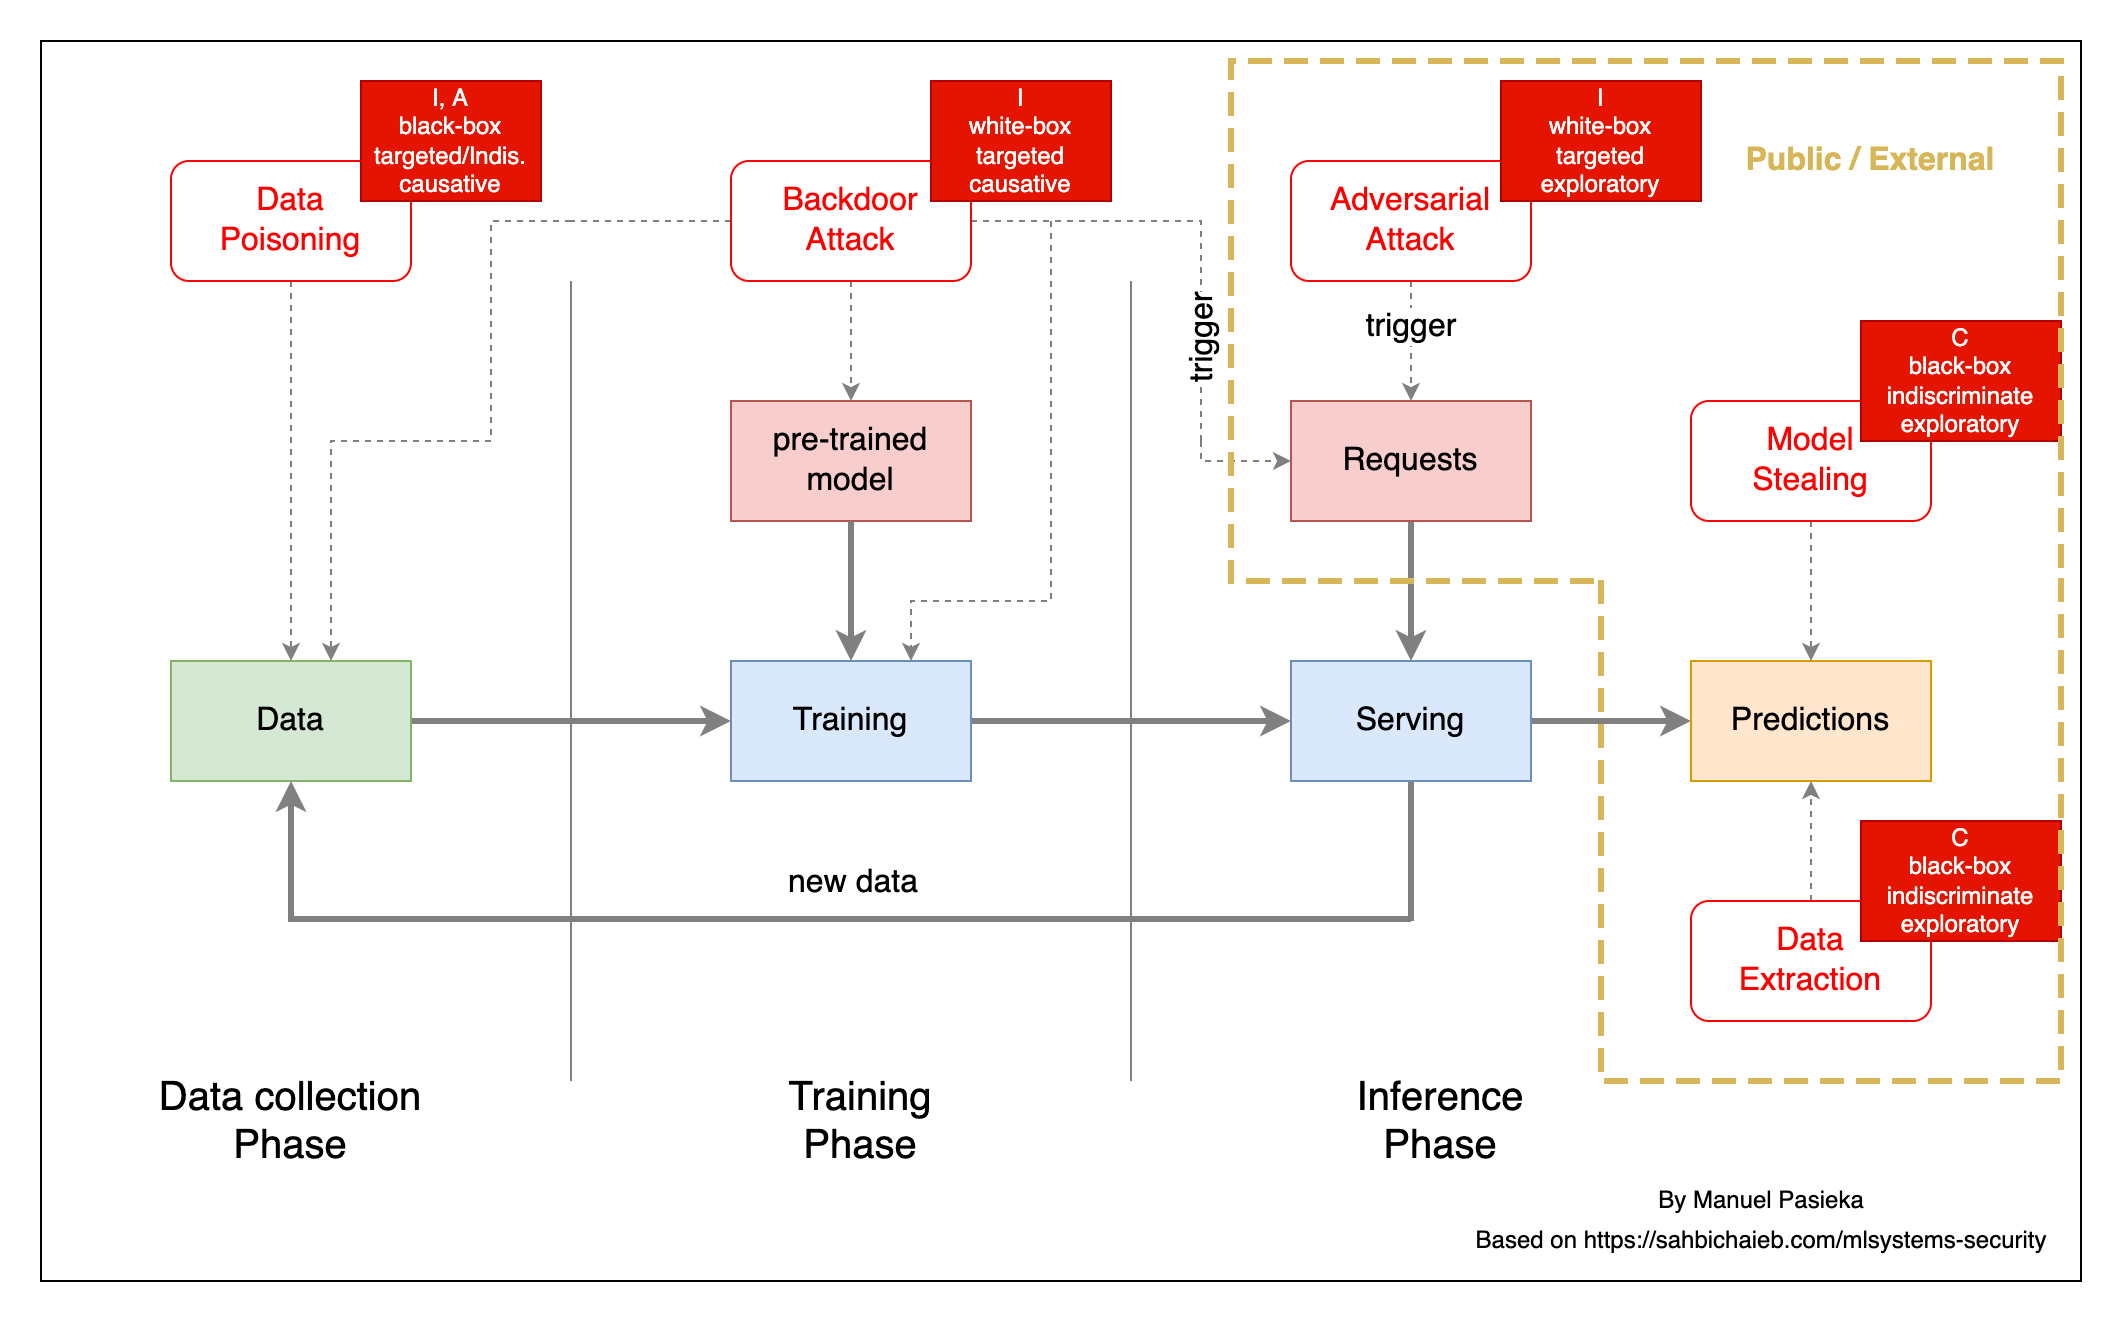 I, A
black-box
targeted/Indis.
causative
Data
Poisoning
I
white-box
targeted
causative
Backdoor
Attack
I
white-box
targeted
exploratory
Adversarial
Attack
Public / External
trigger
trigger
C
black-box
indiscriminate
exploratory
Model
Stealing
pre-trained
model
Requests
Data
Training
Serving
Predictions
new data
C
black-box
indiscriminate
exploratory
Data
Extraction
Data collection
Phase
Training
Phase
Inference
Phase
By Manuel Pasieka
Based on https://sahbichaieb.com/mlsystems-security